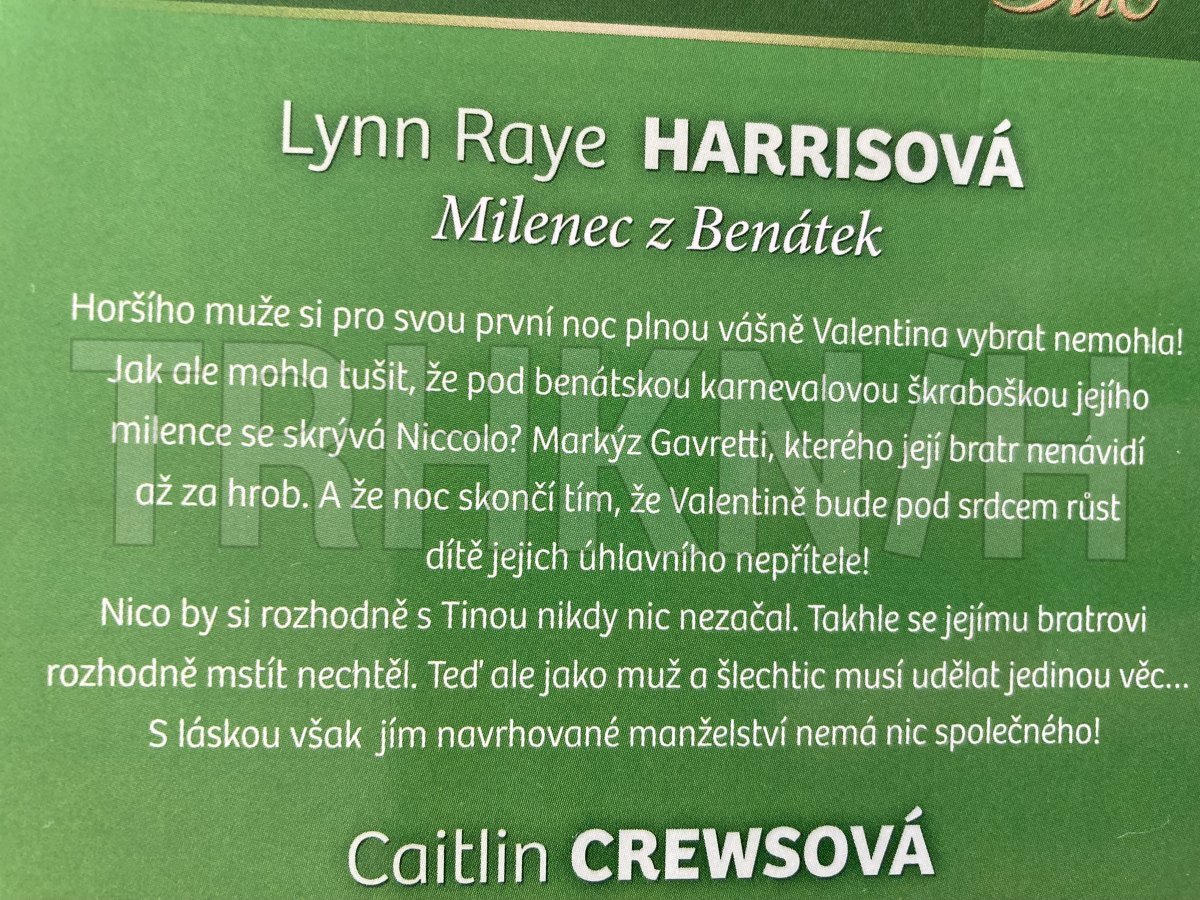 Duo
Lynn Raye HARRISOVÁ
Milenec z Benátek
Horšího muže si pro svou první noc plnou vášně Valentina vybrat nemohla!
Jak ale mohla tušit, že pod benátskou karnevalovou škraboškou jejího
milence se skrývá Niccolo? Markýz Gavretti, kterého její bratr nenávidí
až za hrob. A že noc skončí tím, že Valentině bude pod srdcem růst
dítě jejich úhlavního nepřítele!
Nico by si rozhodně s Tinou nikdy nic nezačal. Takhle se jejímu bratrovi
rozhodně mstít nechtěl. Teď ale jako muž a šlechtic musí udělat jedinou věc...
S láskou však jím navrhované manželství nemá nic společného!
TRHKN/H
Caitlin CREWSOVÁ